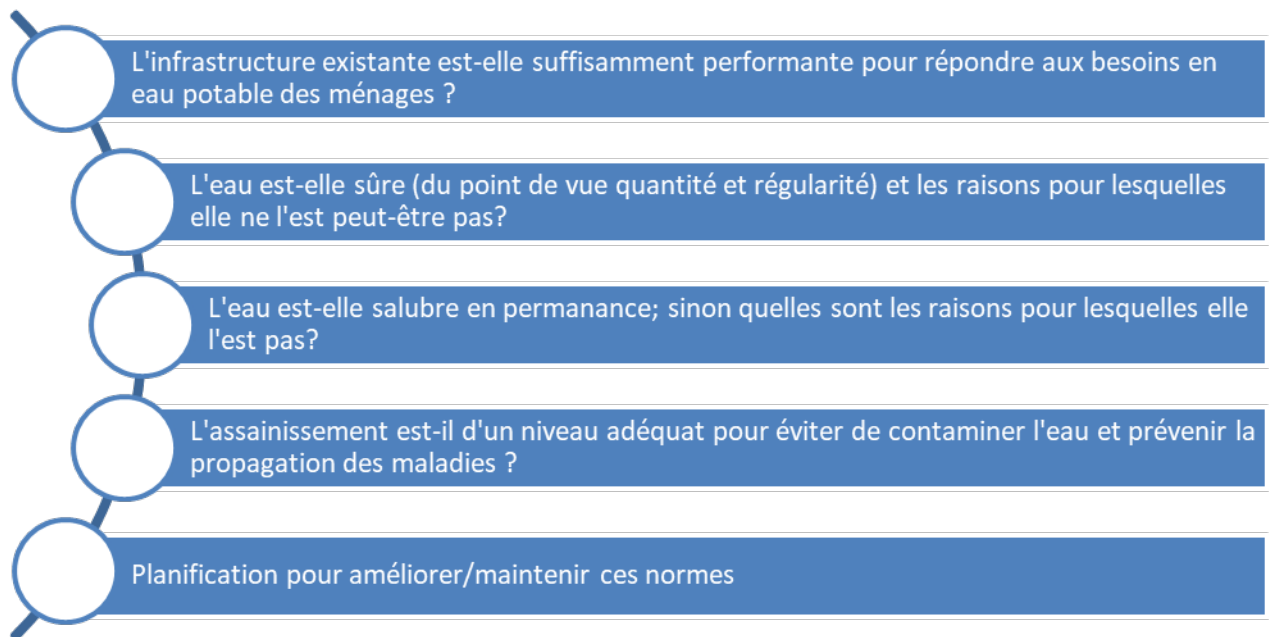 L'infrastructure existante est-elle suffisamment performante pour répondre aux besoins en
eau potable des ménages ?
L'eau est-elle sûre (du point de vue quantité et régularité) et les raisons pour lesquelles
elle ne l'est peut-être pas?
L'eau est-elle salubre en permanance; sinon quelles sont les raisons pour lesquelles elle
l'est pas?
L'assainissement est-il d'un niveau adéquat pour éviter de contaminer l'eau et prévenir la
propagation des maladies ?
Planification pour améliorer/maintenir ces normes